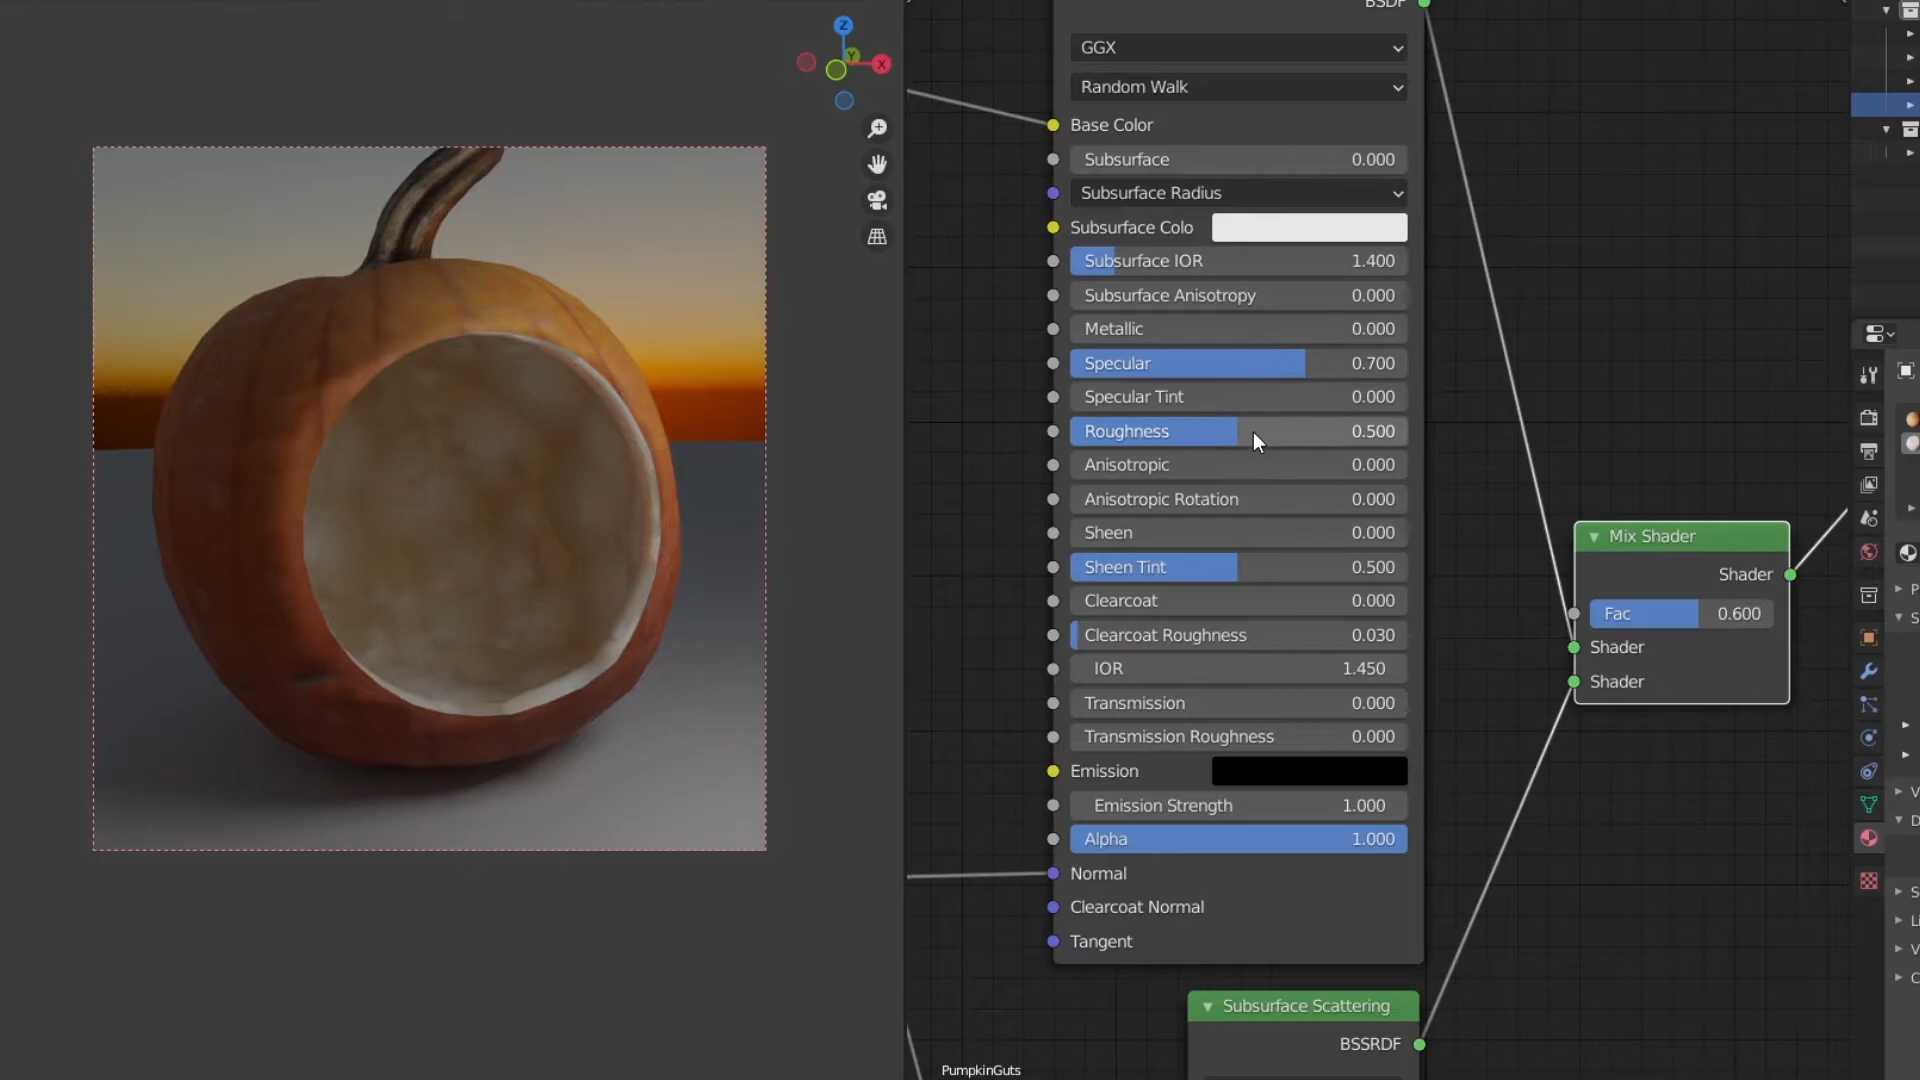 Z
Y
X
BSDF
GGX
Random Walk
Base Color
Subsurface 0.000
Subsurface Radius
Subsurface Colo
Subsurface IOR 1.400
Subsurface Anisotropy 0.000
Metallic 0.000
Specular 0.700
Specular Tint 0.000
Roughness 0.500
Anisotropic 0.000
Anisotropic Rotation 0.000
Sheen 0.000
Sheen Tint 0.500
Clearcoat 0.000
Clearcoat Roughness 0.030
IOR 1.450
Transmission 0.000
Transmission Roughness 0.000
Emission
Emission Strength 1.000
Alpha 1.000
Normal
Clearcoat Normal
Tangent
Mix Shader
Shader
Fac 0.600
Shader
Shader
Subsurface Scattering
BSSRDF
PumpkinGuts
P
S
V
D
S
Li
V
C